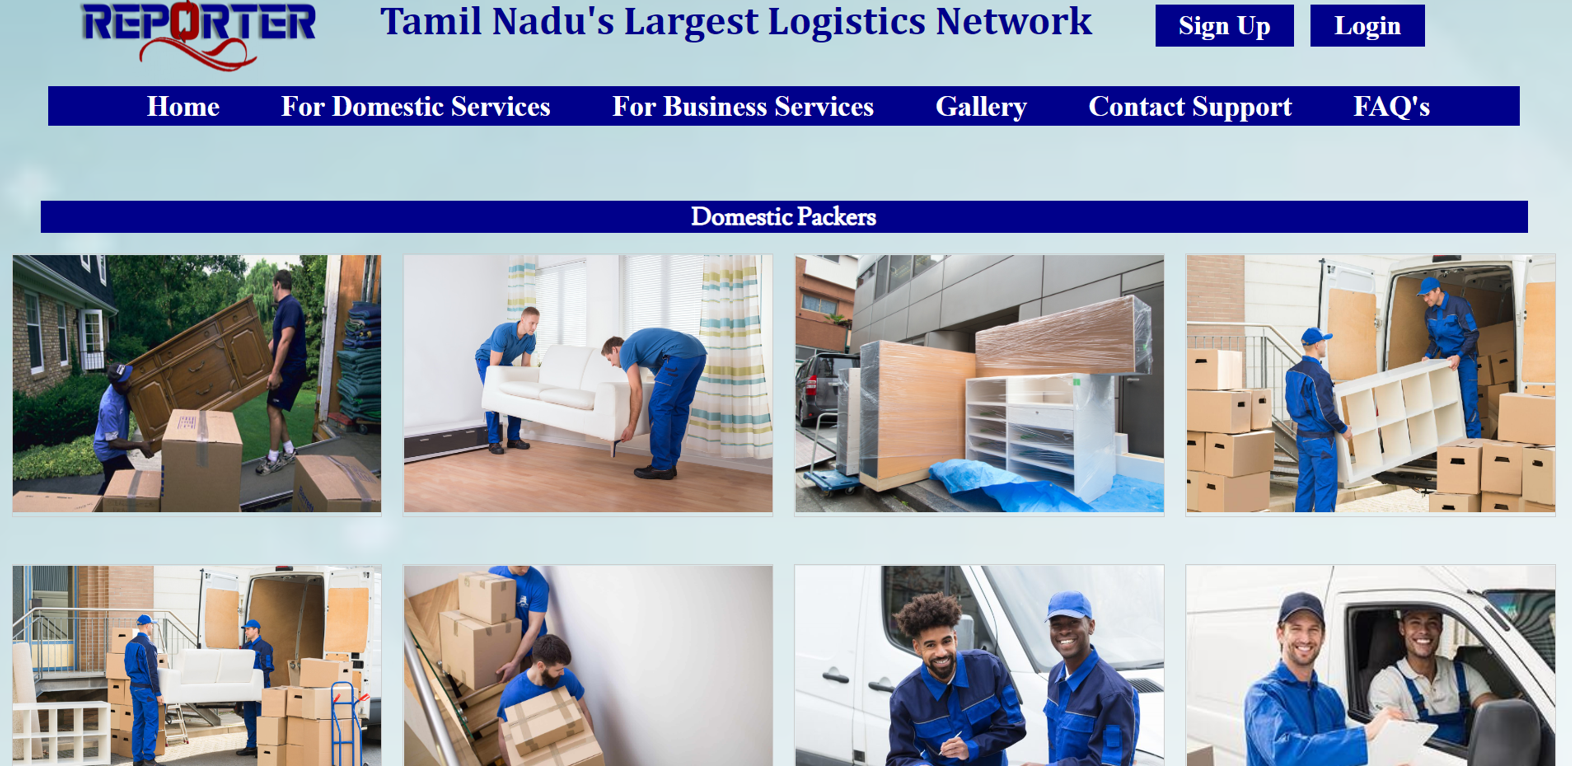 REPORTER
Tamil Nadu's Largest Logistics Network
Sign Up
Login
Home
For Domestic Services
For Business Services
Gallery
Contact Support
FAQ's
Domestic Packers